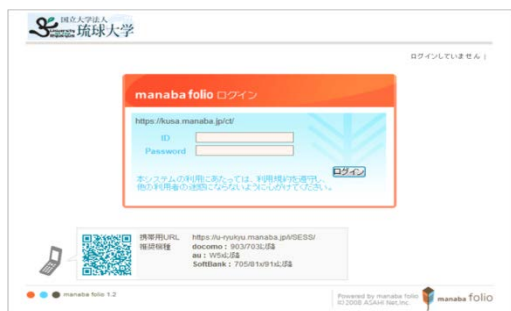 国立大学法人
琉球大学
ログインしていません |
manaba folio ログイン
https://kusa.manaba.jp/ct/
ID
Password
ログイン
本システムの利用にあたっては、利用規約を遵守し、
他の利用者の迷惑にならないように心がけてください。
携帯用URL https://u-ryukyu.manaba.jp/i/SESS/
推奨機種 docomo : 903/703以降
au : W5x以降
SoftBank : 705/81x/91x以降
manaba folio 1.2
Powered by manaba folio
(C) 2008 ASAHI Net, Inc.
manaba folio